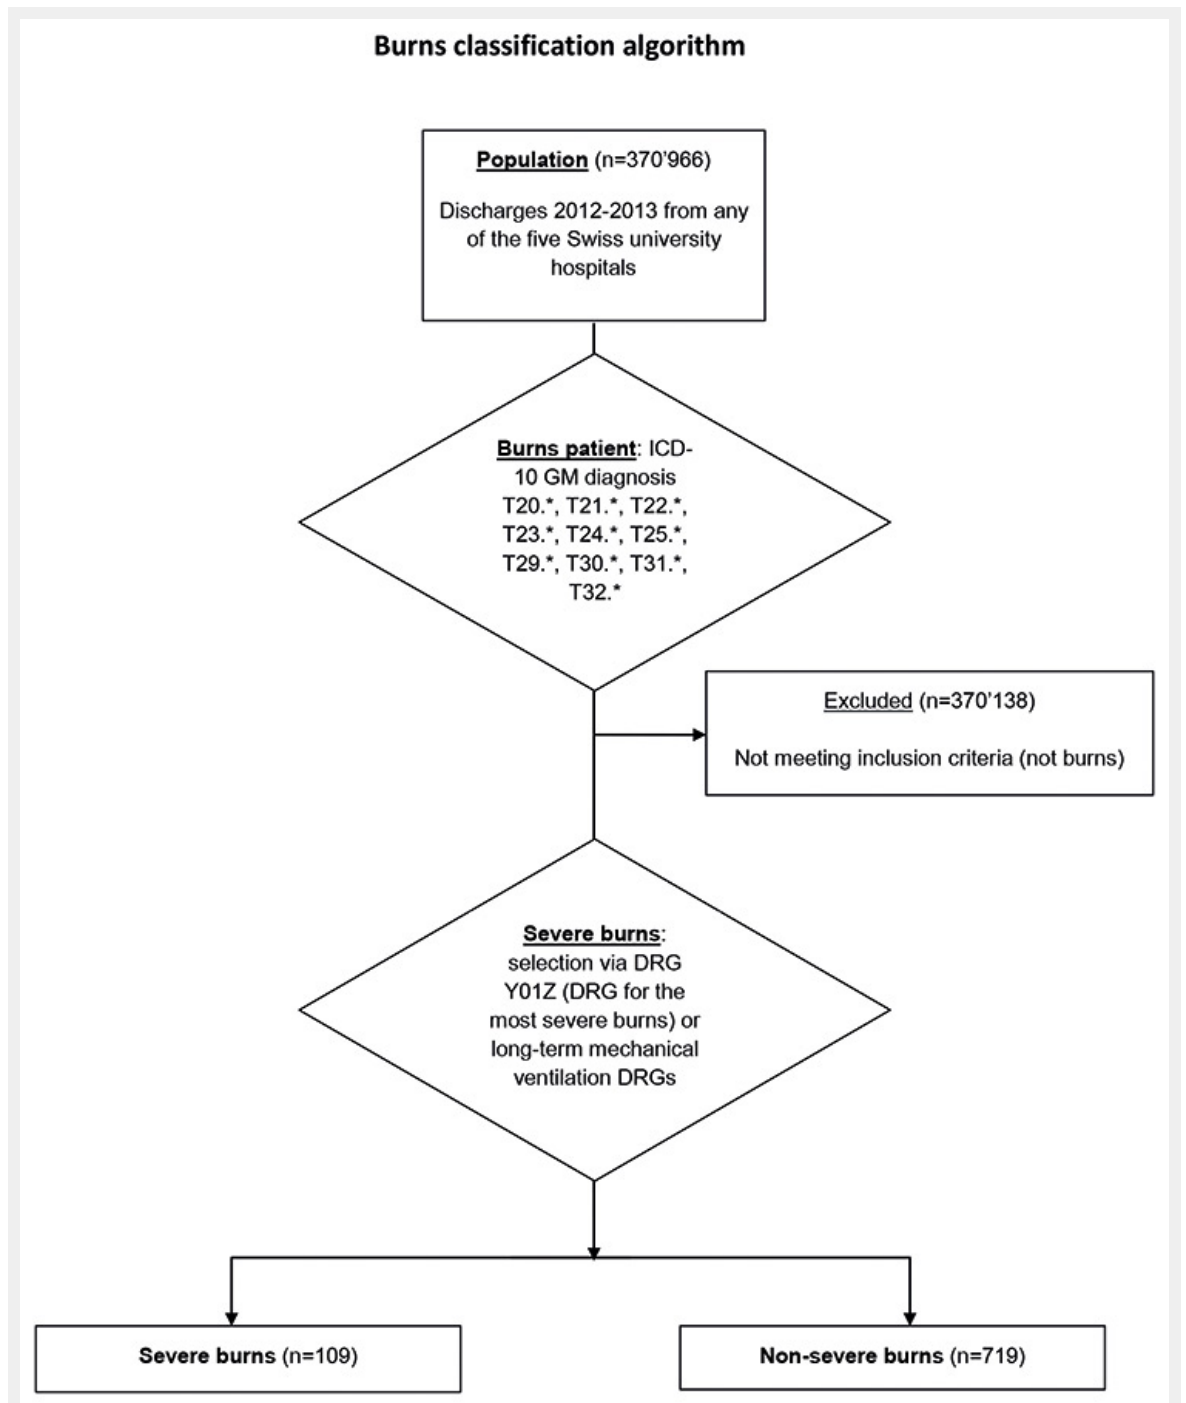 Burns classification algorithm
Population (n=370’966)
Discharges 2012-2013 from any
of the five Swiss university
hospitals
Burns patient: ICD-
10 GM diagnosis
T20.*, T21.*, T22.*,
T23.*, T24.*, T25.*,
T29.*, T30.*, T31.*,
T32.*
Excluded (n=370’138)
Not meeting inclusion criteria (not burns)
Severe burns:
selection via DRG
Y01Z (DRG for the
most severe burns) or
long-term mechanical
ventilation DRGs
Severe burns (n=109)
Non-severe burns (n=719)